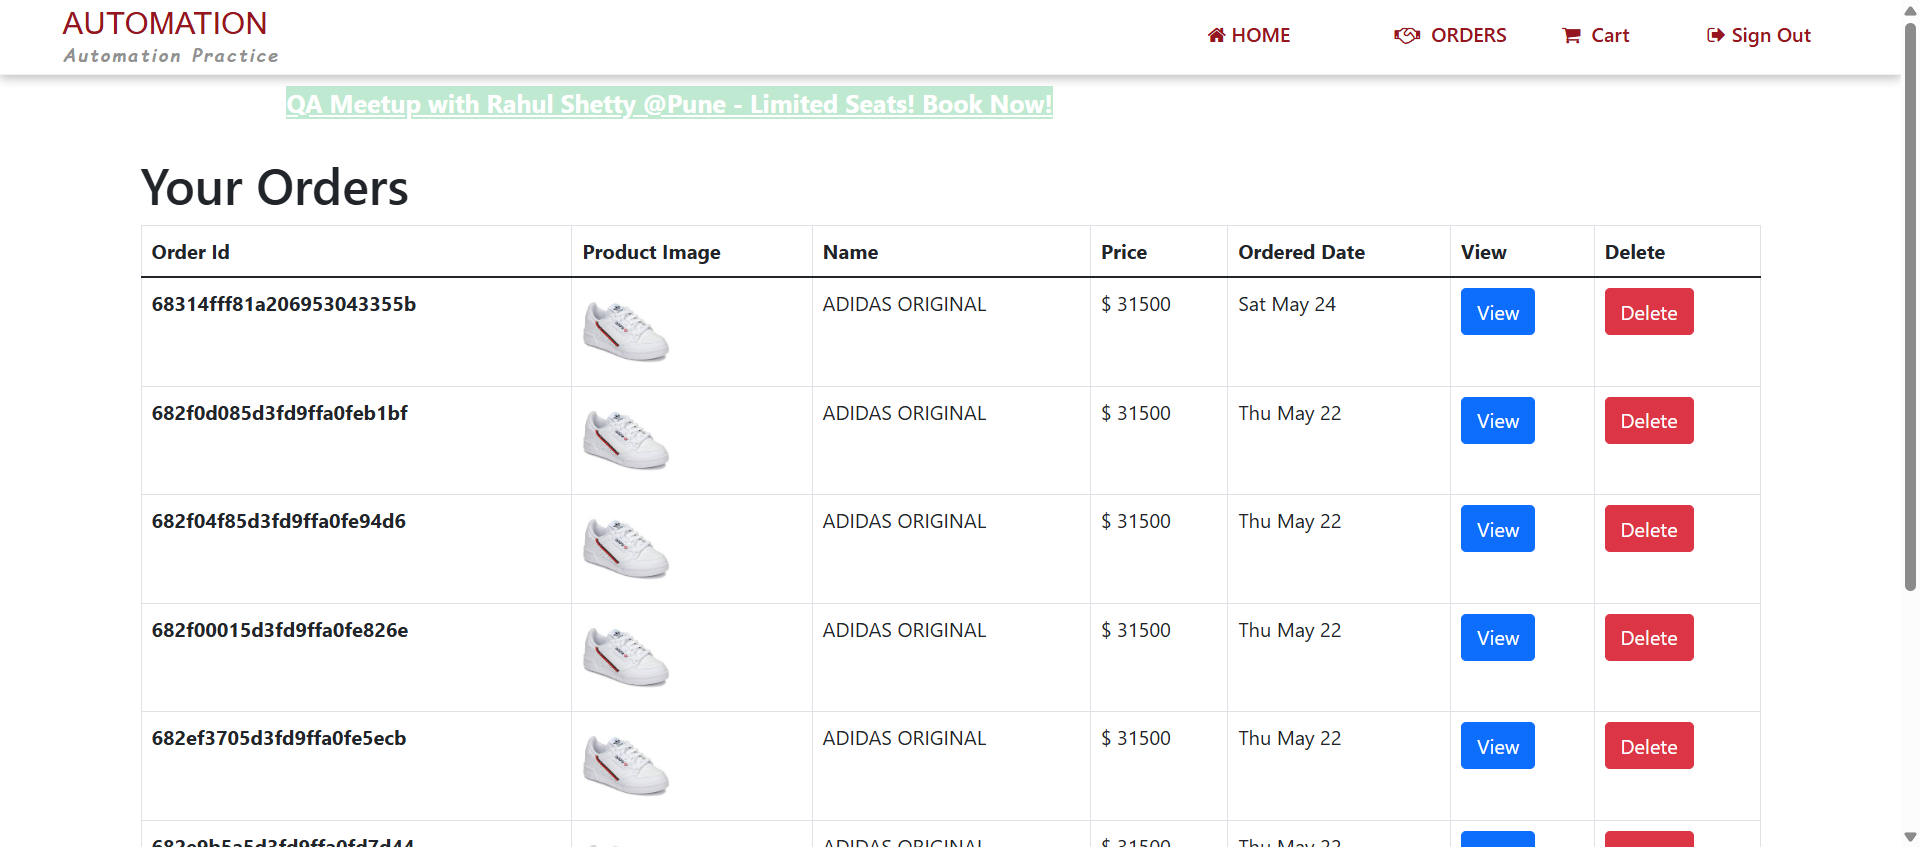 AUTOMATION
Automation Practice
HOME ORDERS Cart Sign Out
QA Meetup with Rahul Shetty @Pune - Limited Seats! Book Now!
Your Orders
Order Id Product Image Name Price Ordered Date View Delete
68314fff81a206953043355b ADIDAS ORIGINAL $ 31500 Sat May 24 View Delete
682f0d085d3fd9ffa0feb1bf ADIDAS ORIGINAL $ 31500 Thu May 22 View Delete
682f04f85d3fd9ffa0fe94d6 ADIDAS ORIGINAL $ 31500 Thu May 22 View Delete
682f00015d3fd9ffa0fe826e ADIDAS ORIGINAL $ 31500 Thu May 22 View Delete
682ef3705d3fd9ffa0fe5ecb ADIDAS ORIGINAL $ 31500 Thu May 22 View Delete
682e9b5a5d3fd9ffa0fd7d44 ADIDAS ORIGINAL $ 31500 Thu May 22